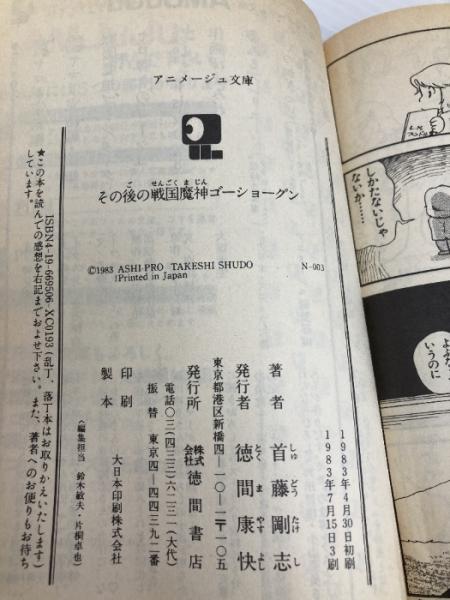 アニメージュ文庫
その後の戦国魔神ゴーショーグン
©1983 ASHI-PRO TAKESHI SHUDO
Printed in Japan
N-003
1983年4月30日初刷
1983年7月15日3刷
著者 首藤剛志
発行者 徳間康快
東京都港区新橋四ー一〇ー一〒一〇五
発行所 株式会社徳間書店
電話〇三(四三三)六二三一(大代)
振替 東京四ー四四三九二番
印刷
製本
大日本印刷株式会社
(編集担当 鈴木敏夫・片桐卓也)
ISBN4-19-669506-XC0193(乱丁、落丁本はお取りかえいたします)
★この本を読んでの感想を右記までおよせ下さい。また、著者へのお便りもお待ち
しています。
しかたないじゃ
ないか……
いうのに